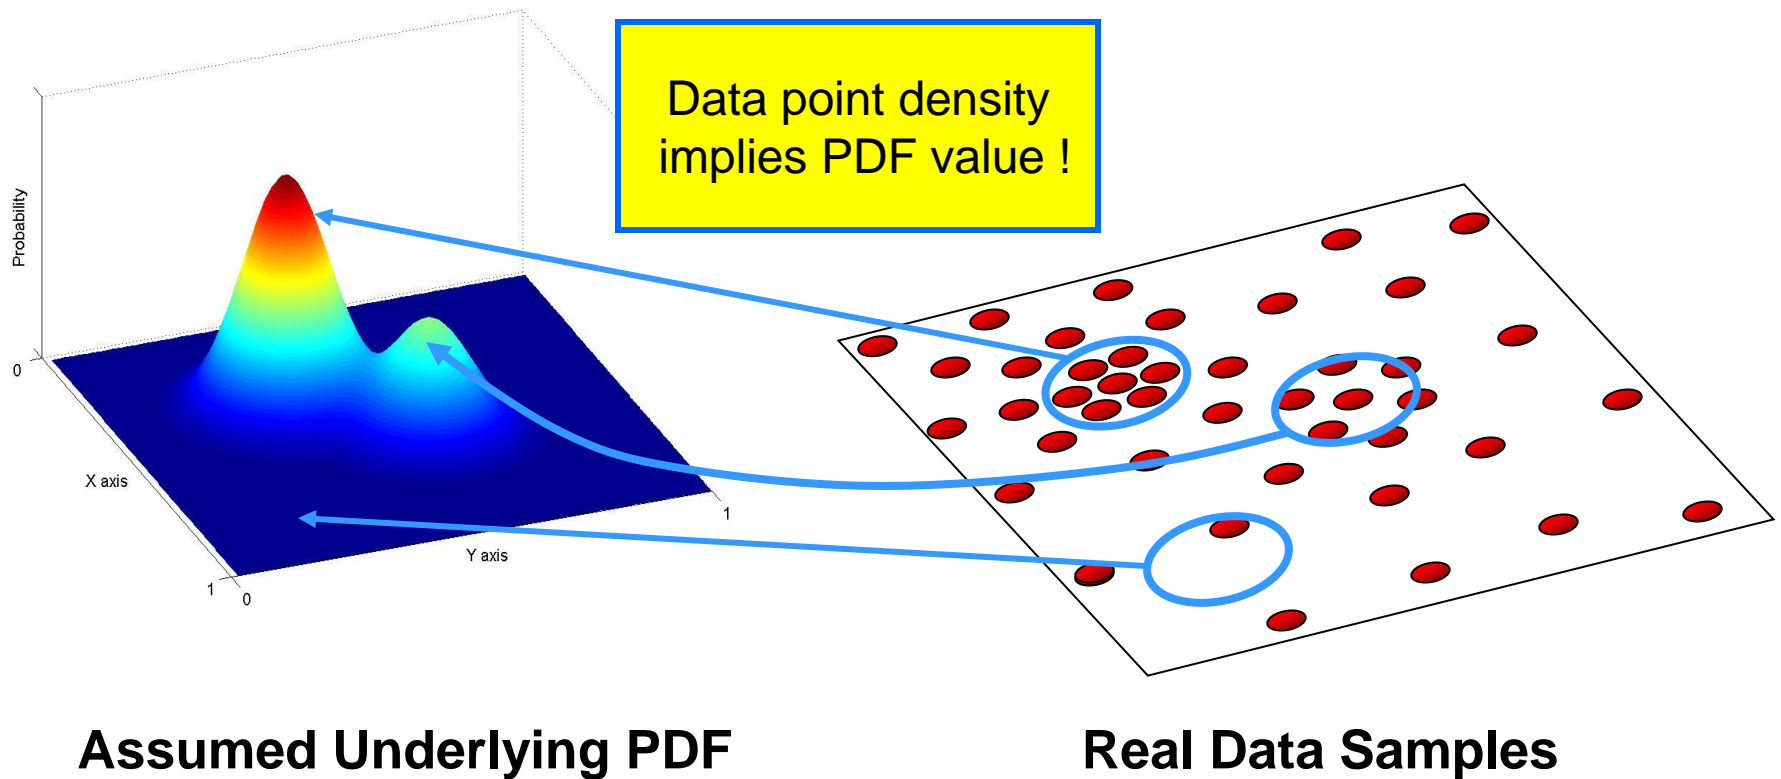 Data point density
implies PDF value !
Probability
0
X axis
1
0
Y axis
1
Assumed Underlying PDF
Real Data Samples